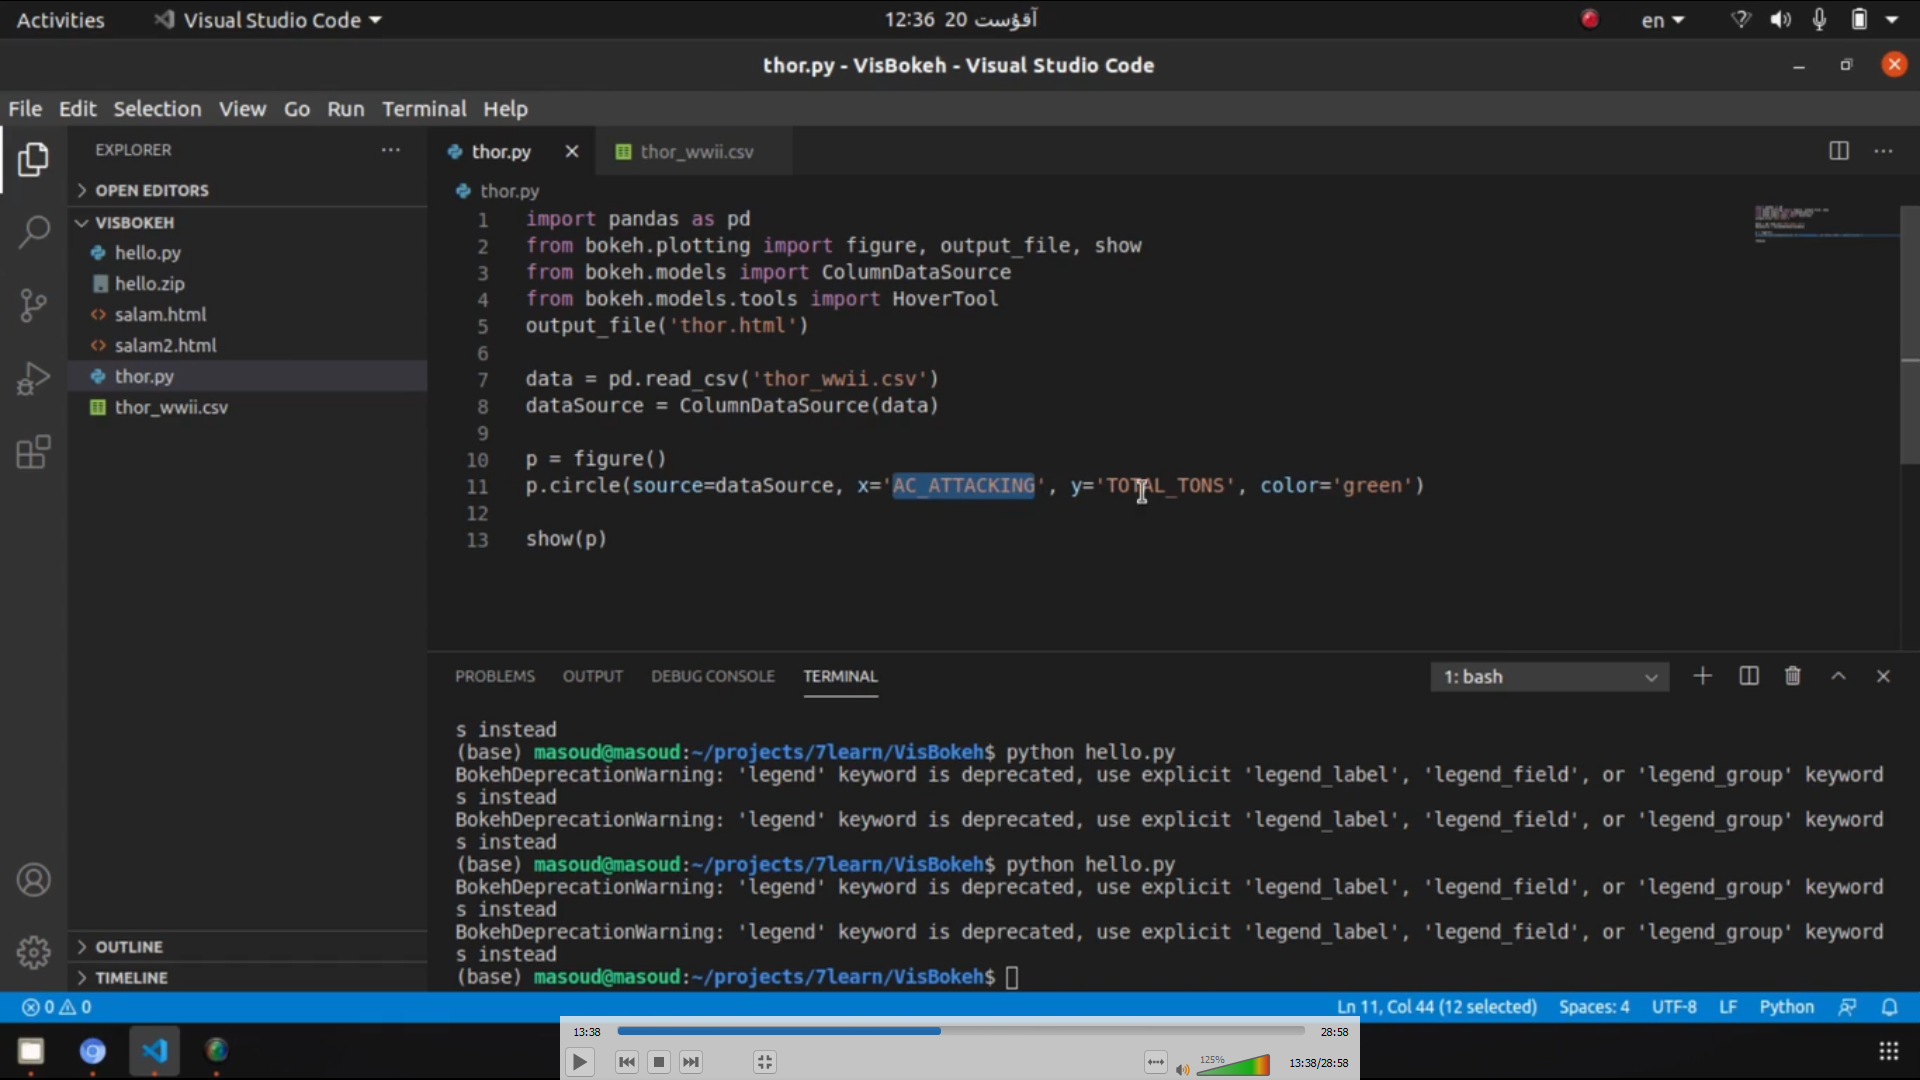 Activities
Visual Studio Code
12:36 20 آقؤست
en
thor.py - VisBokeh - Visual Studio Code
File Edit Selection View Go Run Terminal Help
EXPLORER
OPEN EDITORS
VISBOKEH
hello.py
hello.zip
salam.html
salam2.html
thor.py
thor_wwii.csv
OUTLINE
TIMELINE
thor.py
thor_wwii.csv
thor.py
1 import pandas as pd
2 from bokeh.plotting import figure, output_file, show
3 from bokeh.models import ColumnDataSource
4 from bokeh.models.tools import HoverTool
5 output_file('thor.html')
6
7 data = pd.read_csv('thor_wwii.csv')
8 dataSource = ColumnDataSource(data)
9
10 p = figure()
11 p.circle(source=dataSource, x='AC_ATTACKING', y='TOTAL_TONS', color='green')
12
13 show(p)
PROBLEMS OUTPUT DEBUG CONSOLE TERMINAL
1: bash
s instead
(base) masoud@masoud:~/projects/7learn/VisBokeh$ python hello.py
BokehDeprecationWarning: 'legend' keyword is deprecated, use explicit 'legend_label', 'legend_field', or 'legend_group' keyword
s instead
BokehDeprecationWarning: 'legend' keyword is deprecated, use explicit 'legend_label', 'legend_field', or 'legend_group' keyword
s instead
(base) masoud@masoud:~/projects/7learn/VisBokeh$ python hello.py
BokehDeprecationWarning: 'legend' keyword is deprecated, use explicit 'legend_label', 'legend_field', or 'legend_group' keyword
s instead
BokehDeprecationWarning: 'legend' keyword is deprecated, use explicit 'legend_label', 'legend_field', or 'legend_group' keyword
s instead
(base) masoud@masoud:~/projects/7learn/VisBokeh$
0 0
Ln 11, Col 44 (12 selected) Spaces: 4 UTF-8 LF Python
13:38
28:58
125%
13:38/28:58